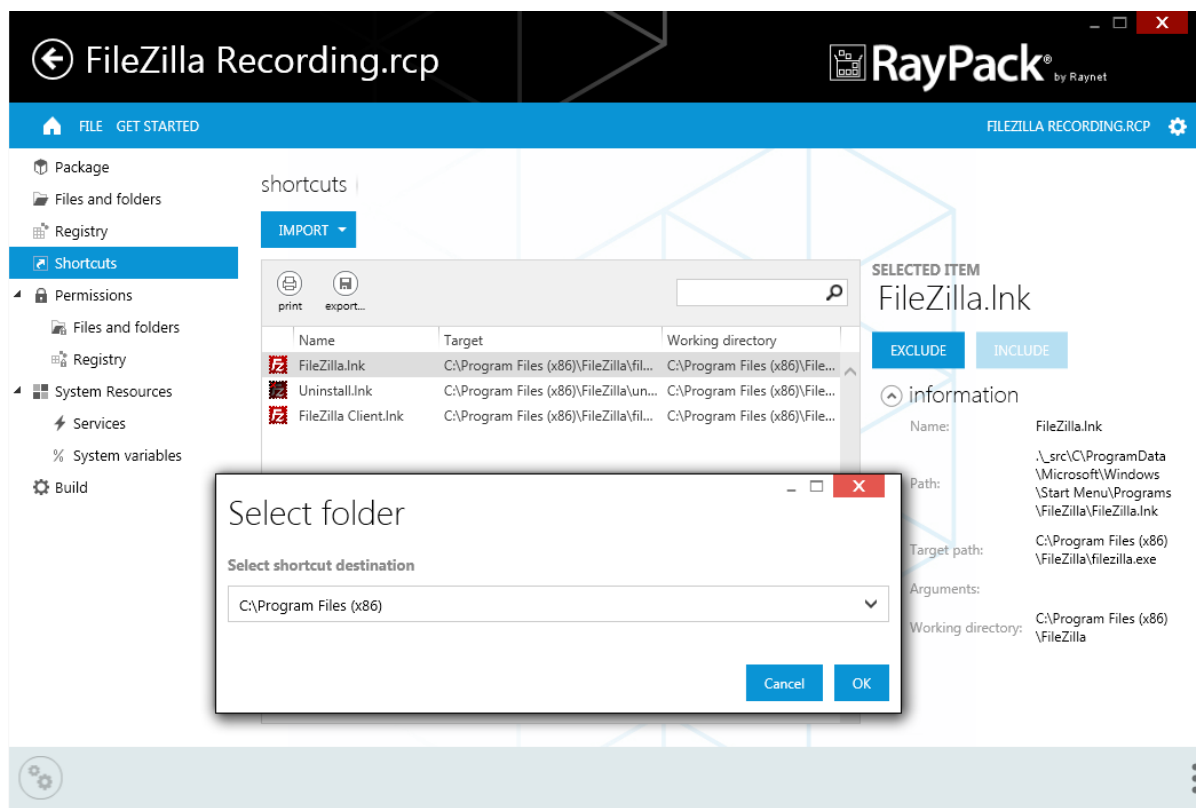 FileZilla Recording.rcp
RayPack®
by Raynet
FILE GET STARTED
FILEZILLA RECORDING.RCP
Package
Files and folders
Registry
Shortcuts
Permissions
Files and folders
Registry
System Resources
Services
% System variables
Build
shortcuts
IMPORT
print export...
Name Target Working directory
FileZilla.lnk C:\Program Files (x86)\FileZilla\fil... C:\Program Files (x86)\File...
Uninstall.lnk C:\Program Files (x86)\FileZilla\un... C:\Program Files (x86)\File...
FileZilla Client.lnk C:\Program Files (x86)\FileZilla\fil... C:\Program Files (x86)\File...
SELECTED ITEM
FileZilla.lnk
EXCLUDE INCLUDE
information
Name: FileZilla.lnk
Path: .\_src\C\ProgramData
\Microsoft\Windows
\Start Menu\Programs
\FileZilla\FileZilla.lnk
Target path: C:\Program Files (x86)
\FileZilla\filezilla.exe
Arguments:
Working directory: C:\Program Files (x86)
\FileZilla
Select folder
Select shortcut destination
C:\Program Files (x86)
Cancel OK